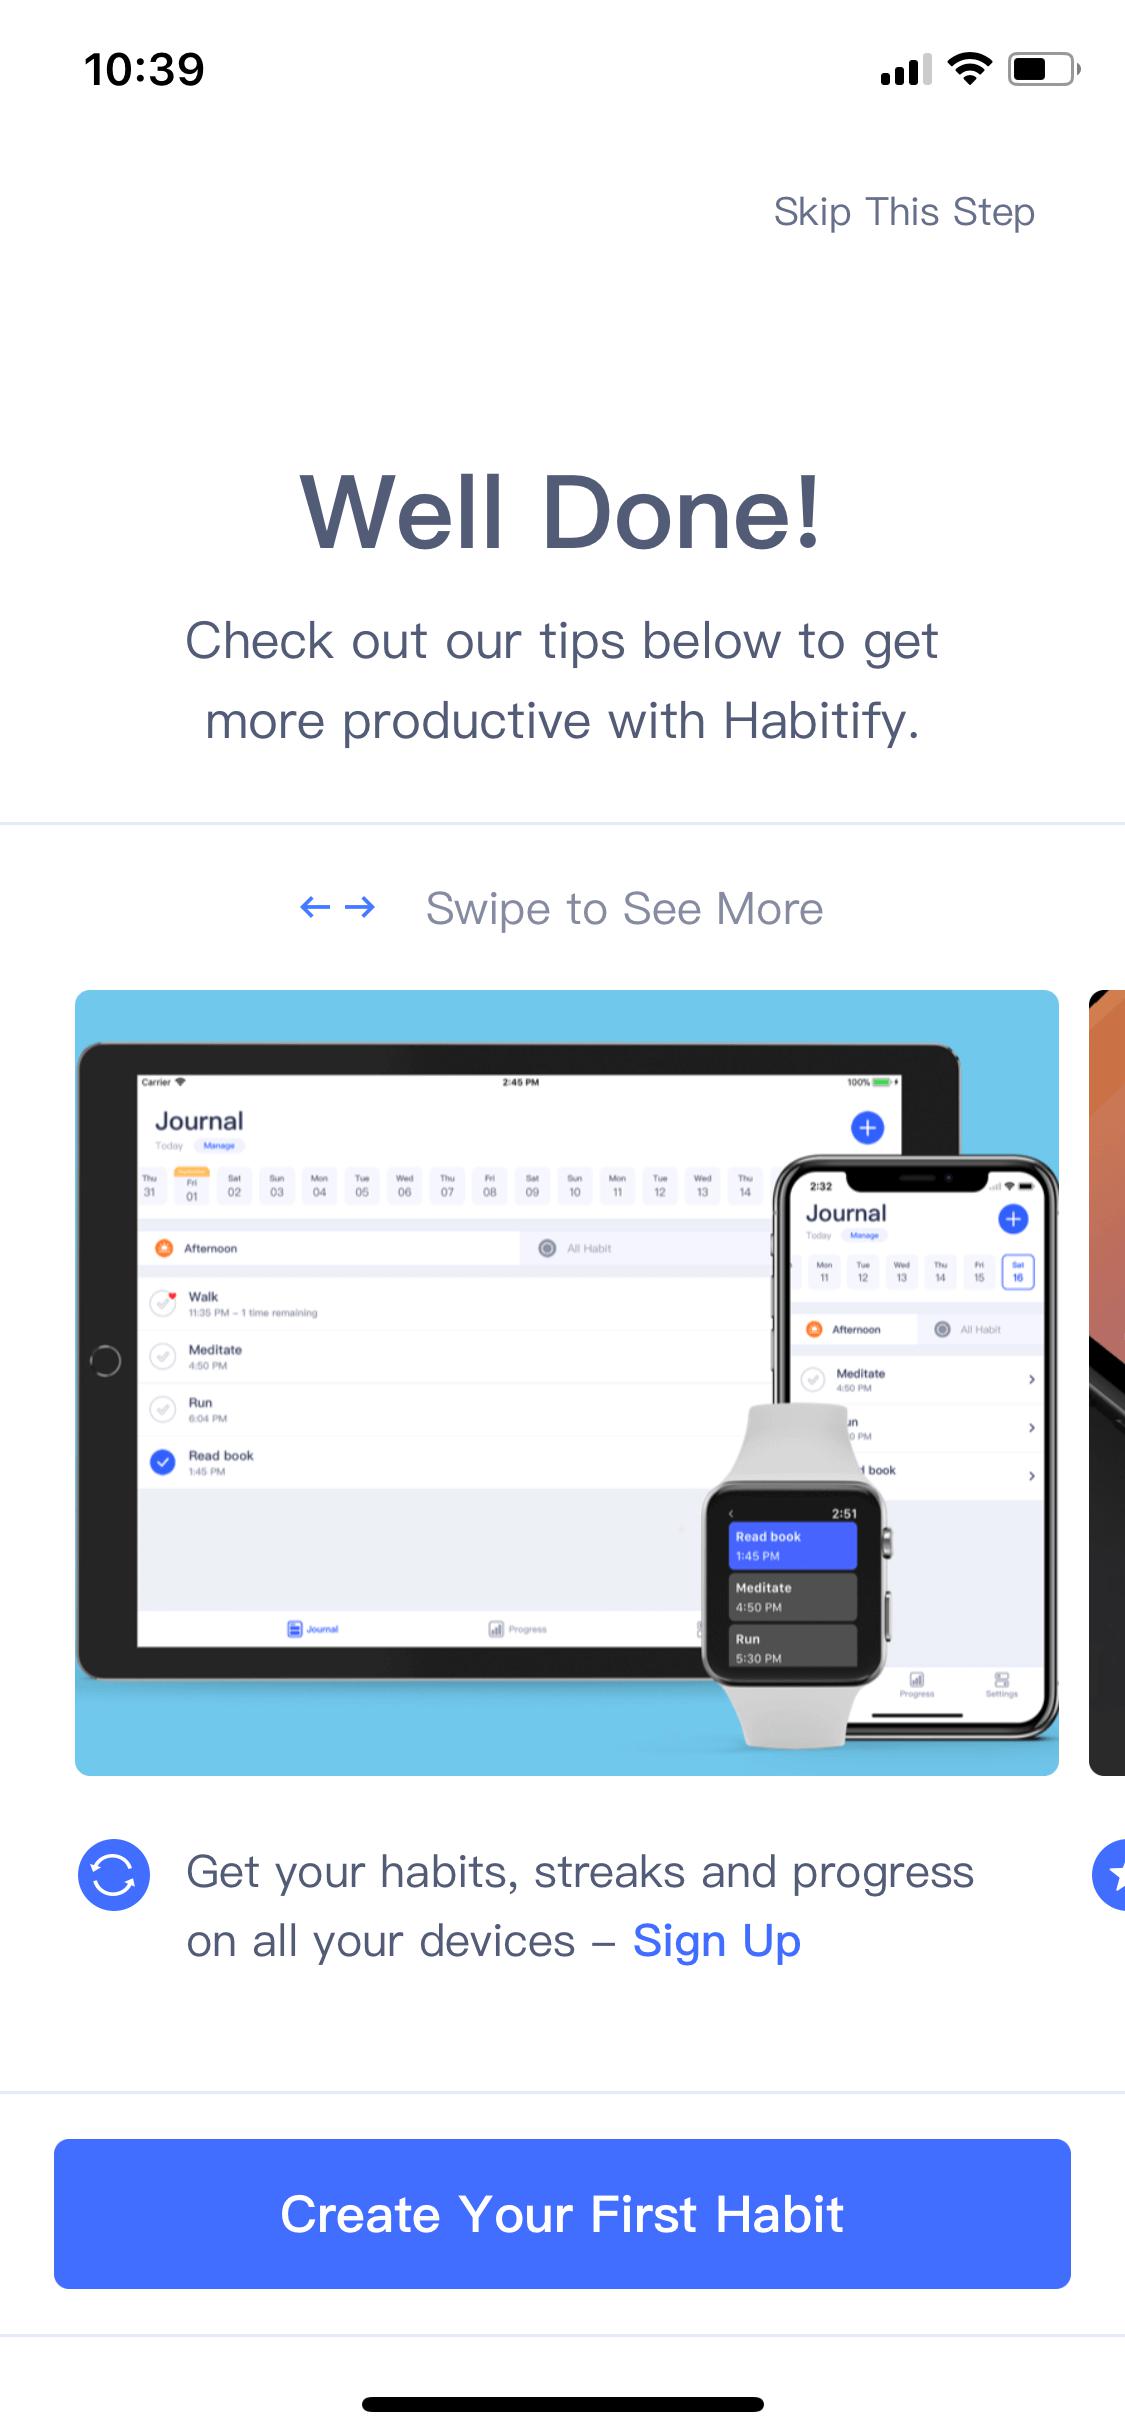 10:39
Skip This Step
Well Done!
Check out our tips below to get
more productive with Habitify.
Swipe to See More
Carrier
2:45 PM
100%
Journal
Today Manage
Thu Fri Sat Sun Mon Tue Wed Thu Fri Sat Sun Mon Tue Wed Thu
31 01 02 03 04 05 06 07 08 09 10 11 12 13 14
Afternoon
All Habit
Walk
11:35 PM – 1 time remaining
Meditate
4:50 PM
Run
6:04 PM
Read book
1:45 PM
Journal
Progress
2:32
Journal
Today Manage
Mon Tue Wed Thu Fri Sat
11 12 13 14 15 16
Afternoon
All Habit
Meditate
4:50 PM
un
0 PM
d book
Progress
Settings
2:51
Read book
1:45 PM
Meditate
4:50 PM
Run
5:30 PM
Get your habits, streaks and progress
on all your devices – Sign Up
Create Your First Habit